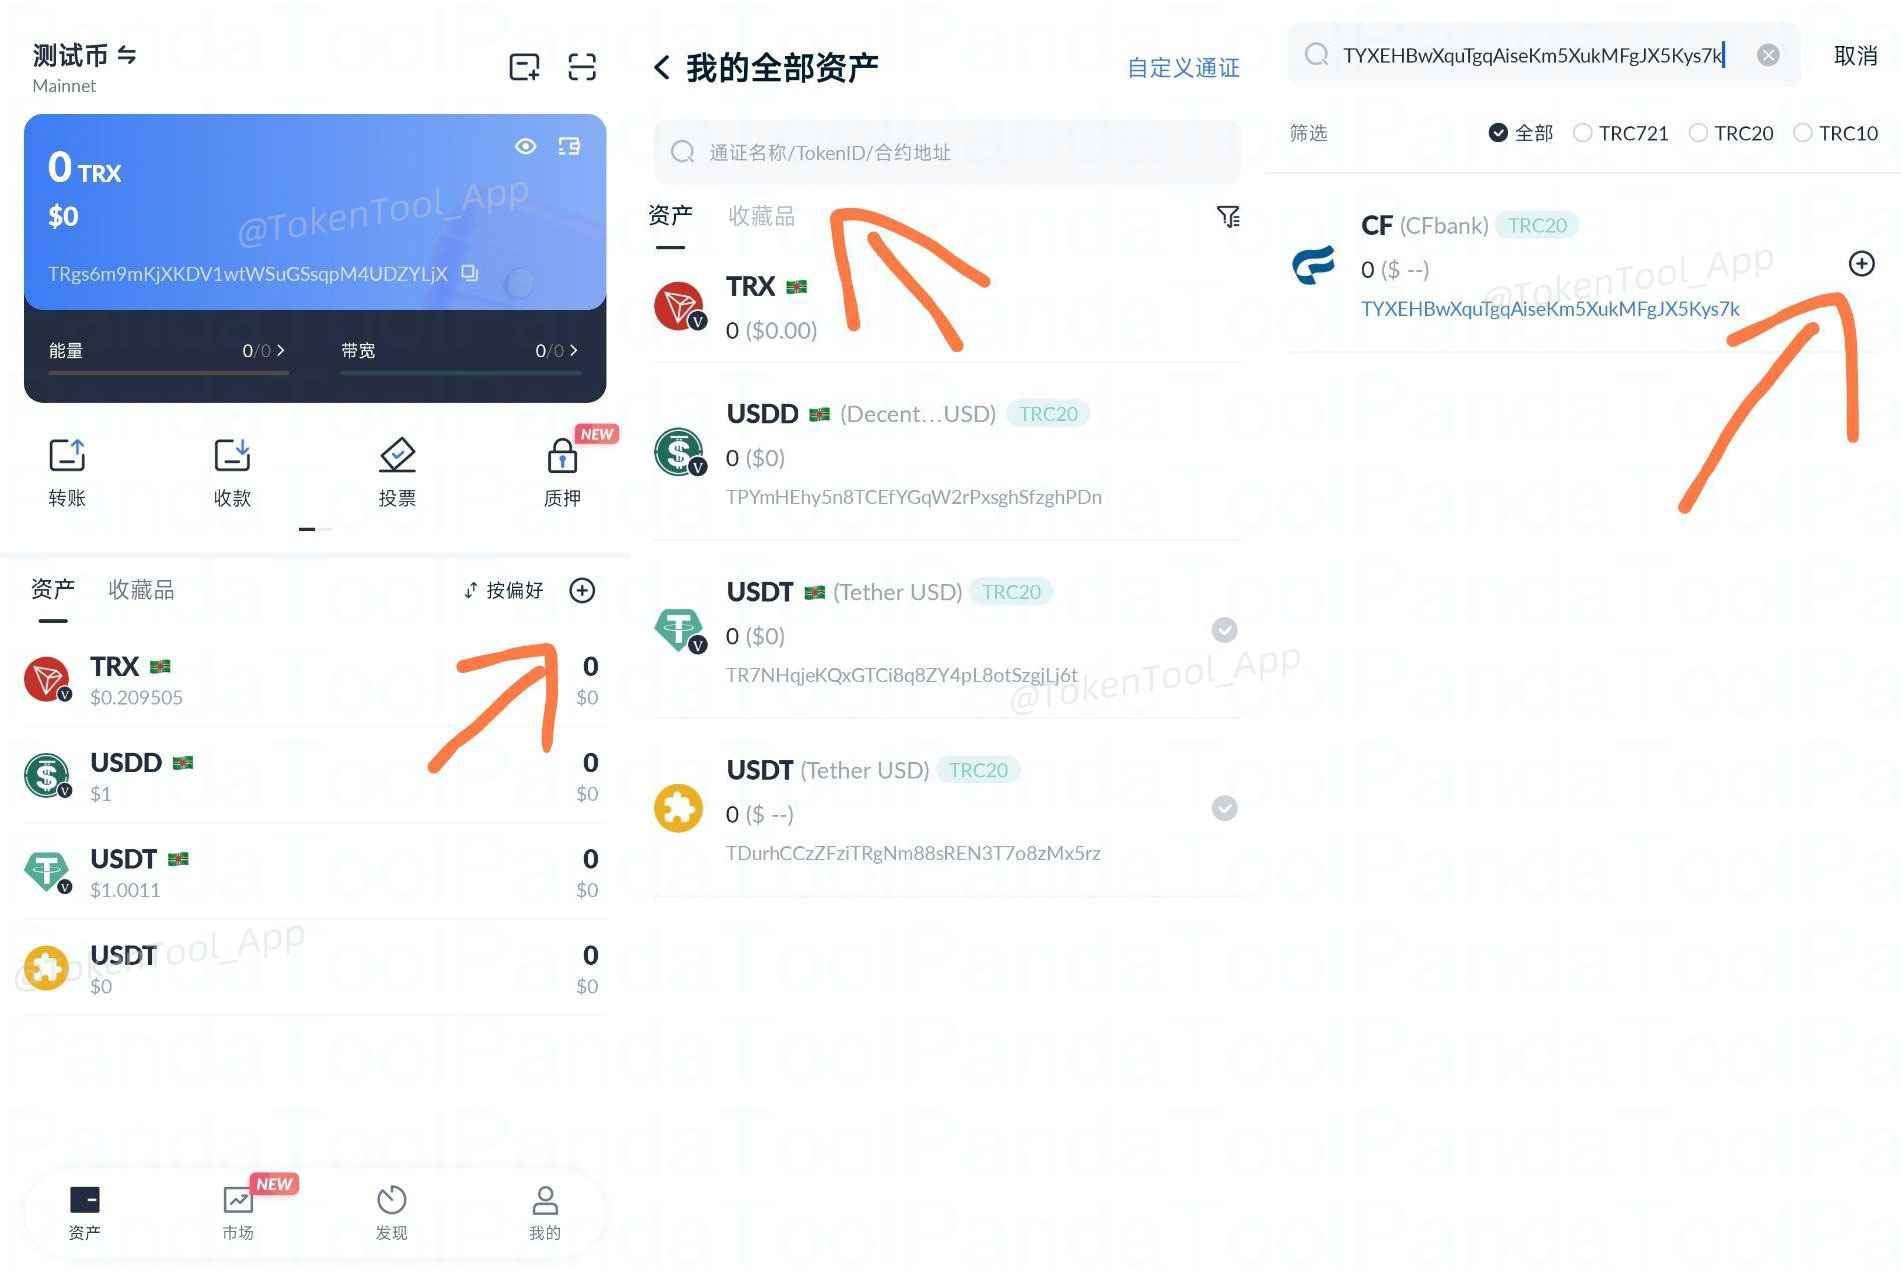 测试币
Mainnet
0 TRX
$0
@TokenTool_App
TRgs6m9mKjXKDV1wtWSuGSsqpM4UDZYLjX
能量
0/0
带宽
0/0
转账
收款
投票
质押
NEW
资产
收藏品
按偏好
TRX
$0.209505
0
$0
USDD
$1
0
$0
USDT
$1.0011
0
$0
USDT
$0
0
$0
@TokenTool_App
资产
市场
NEW
发现
我的
我的全部资产
自定义通证
通证名称/TokenID/合约地址
资产
收藏品
TRX
0 ($0.00)
USDD (Decent...USD) TRC20
0 ($0)
TPYmHEhy5n8TCEfYGqW2rPxsghSfzghPDn
USDT (Tether USD) TRC20
0 ($0)
TR7NHqjeKQxGTCi8q8ZY4pL8otSzgjLj6t
@TokenTool_App
USDT (Tether USD) TRC20
0 ($ --)
TDurhCCzZFziTRgNm88sREN3T7o8zMx5rz
TYXEHBwXquTgqAiseKm5XukMFgJX5Kys7k
取消
筛选
全部
TRC721
TRC20
TRC10
CF (CFbank) TRC20
0 ($ --)
TYXEHBwXquTgqAiseKm5XukMFgJX5Kys7k
@TokenTool_App
PandaTool